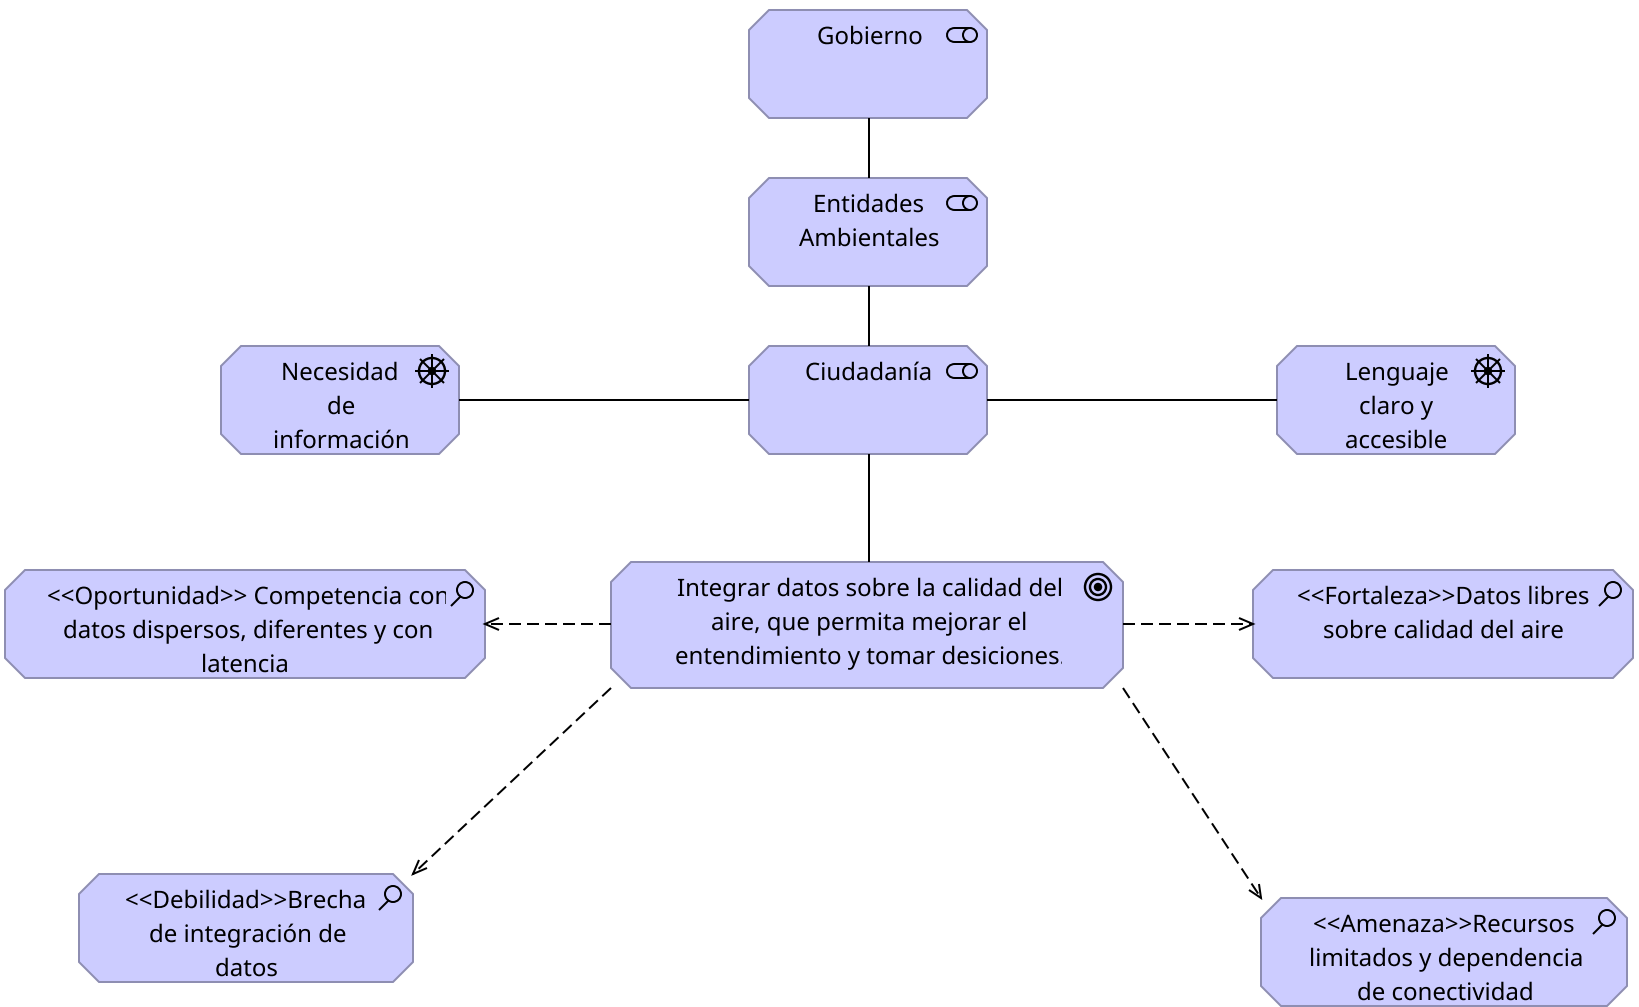 Gobierno
Entidades
Ambientales
Necesidad
de
información
Ciudadanía
Lenguaje
claro y
accesible
<<Oportunidad>> Competencia con
datos dispersos, diferentes y con
latencia
Integrar datos sobre la calidad del
aire, que permita mejorar el
entendimiento y tomar desiciones.
<<Fortaleza>>Datos libres
sobre calidad del aire
<<Debilidad>>Brecha
de integración de
datos
<<Amenaza>>Recursos
limitados y dependencia
de conectividad